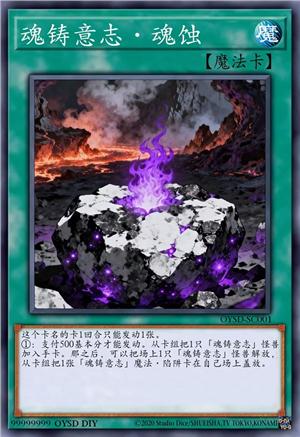 魂铸意志·魂蚀
魔
【魔法卡】
OYSD-SC001
这个卡名的卡1回合只能发动1张。
①：支付500基本分才能发动。从卡组把1只「魂铸意志」怪兽
加入手卡。那之后，可以把场上1只「魂铸意志」怪兽解放，
从卡组把1张「魂铸意志」魔法·陷阱卡在自己场上盖放。
99999999 OYSD DIY
©2020 Studio Dice/SHUEISHA,TV TOKYO,KONAMI